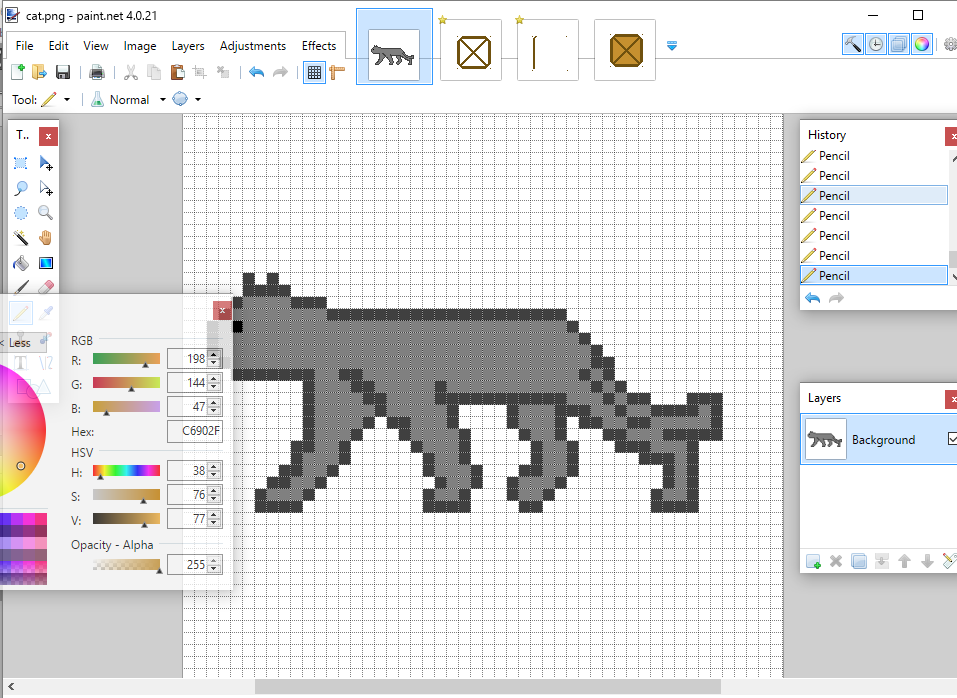 cat.png - paint.net 4.0.21
File Edit View Image Layers Adjustments Effects
Tool: Normal
T..
History
Pencil
Pencil
Pencil
Pencil
Pencil
Pencil
Pencil
< Less
RGB
R: 198
G: 144
B: 47
Hex: C6902F
HSV
H: 38
S: 76
V: 77
Opacity - Alpha
255
Layers
Background